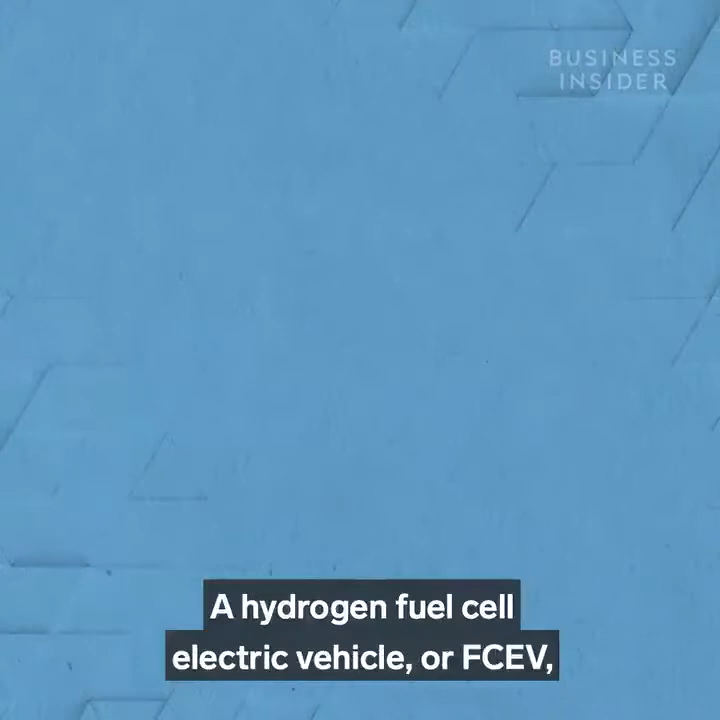 BUSINESS
INSIDER
A hydrogen fuel cell
electric vehicle, or FCEV,